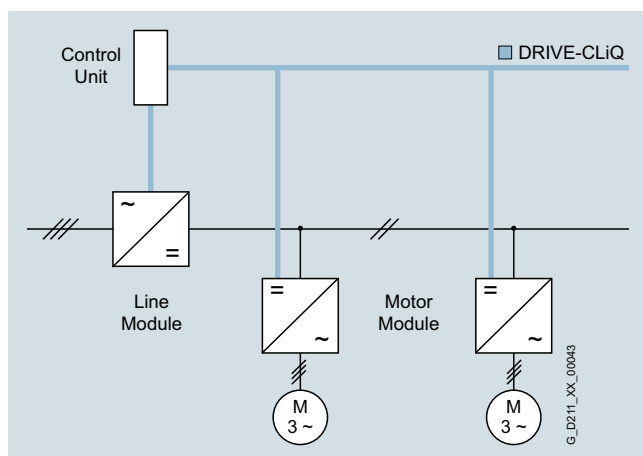 Control
Unit
DRIVE-CLiQ
~
=
Line
Module
=
~
Motor
Module
=
~
M
3 ~
M
3 ~
G_D211_XX_00043